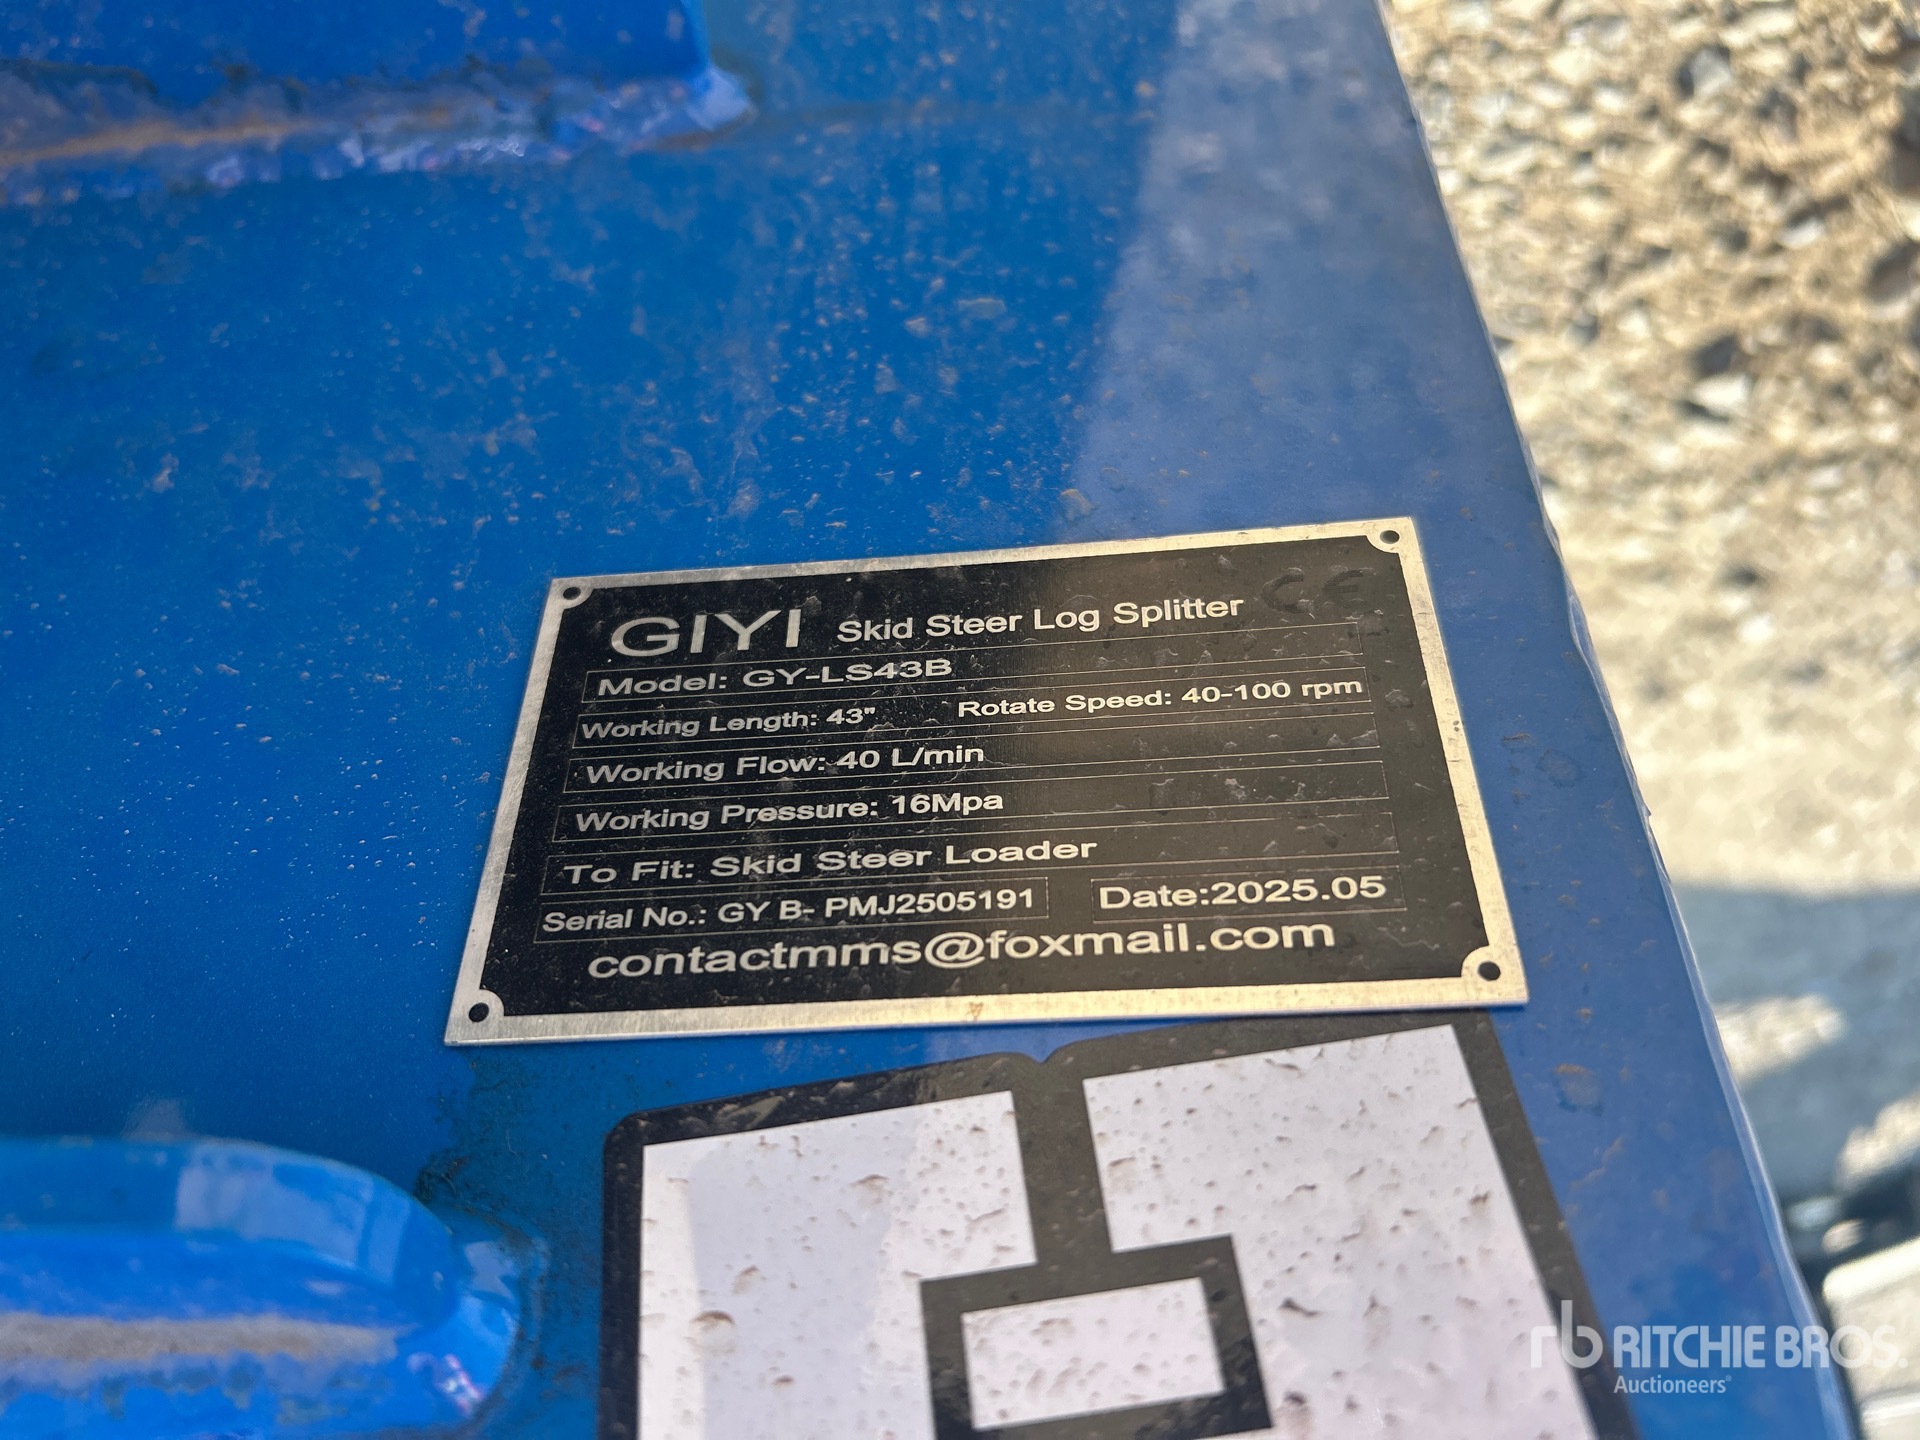 GIYI Skid Steer Log Splitter CE
Model: GY-LS43B
Working Length: 43" Rotate Speed: 40-100 rpm
Working Flow: 40 L/min
Working Pressure: 16Mpa
To Fit: Skid Steer Loader
Serial No.: GY B- PMJ2505191 Date:2025.05
contactmms@foxmail.com
rb RITCHIE BROS.
Auctioneers